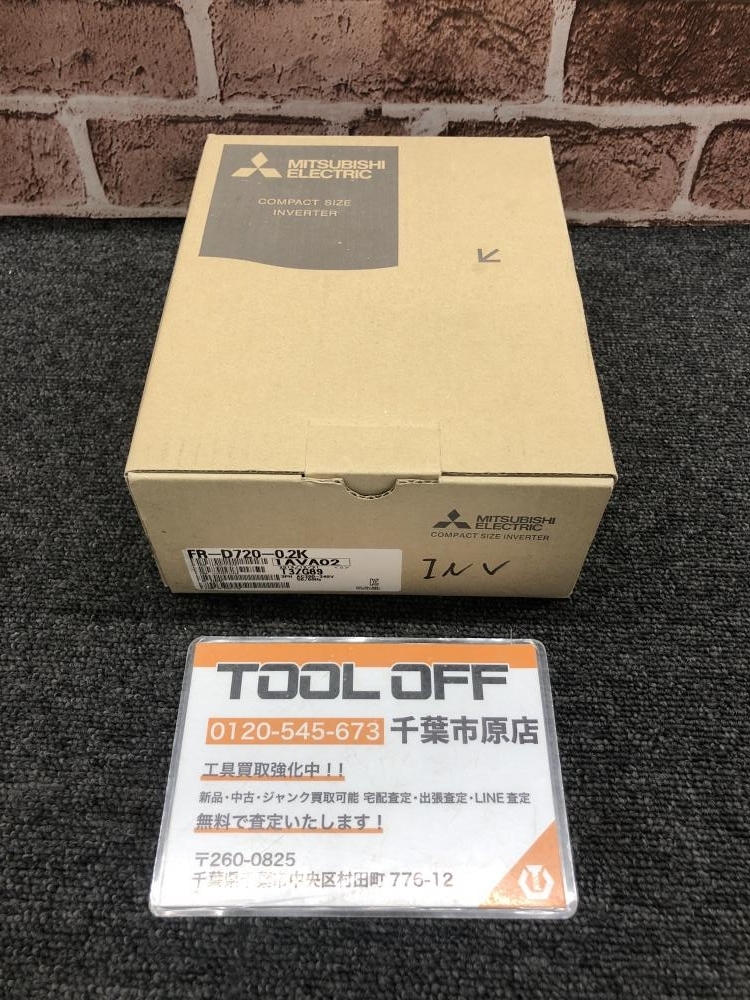 MITSUBISHI
ELECTRIC
COMPACT SIZE
INVERTER
MITSUBISHI
ELECTRIC
COMPACT SIZE INVERTER
FR-D720-0.2K
1AVA02
T37G89
INV
TOOL OFF
0120-545-673 千葉市原店
工具買取強化中!!
新品・中古・ジャンク買取可能 宅配査定・出張査定・LINE査定
無料で査定いたします!
〒260-0825
千葉県千葉市中央区村田町 776-12